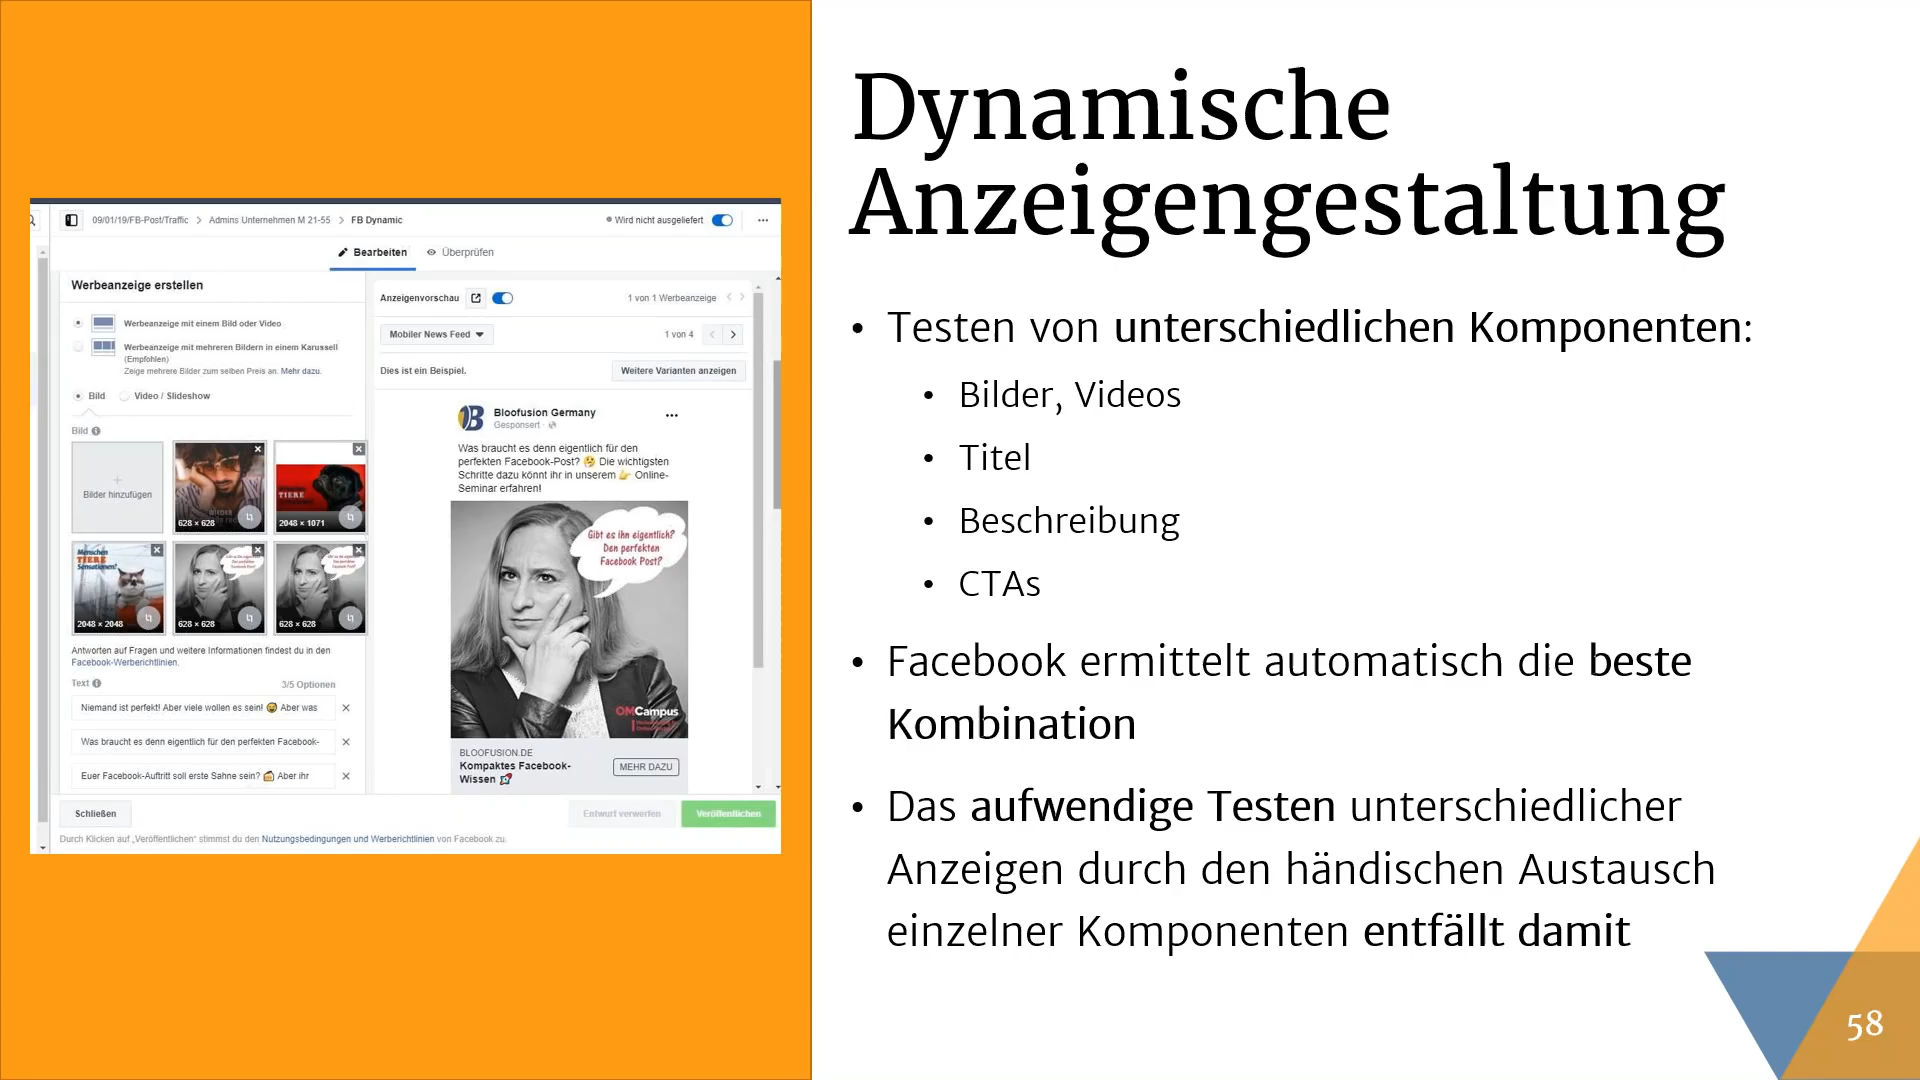 09/01/19/FB-Post/Traffic > Admins Unternehmen M 21-55 > FB Dynamic
Wird nicht ausgeliefert
Bearbeiten
Überprüfen
Werbeanzeige erstellen
Werbeanzeige mit einem Bild oder Video
Werbeanzeige mit mehreren Bildern in einem Karussell
(Empfohlen)
Zeige mehrere Bilder zum selben Preis an. Mehr dazu.
Bild
Video / Slideshow
Bild
Bilder hinzufügen
628 × 628
TIERE
2048 × 1071
Menschen
TIERE
Sensationen!
2048 × 2048
628 × 628
628 × 628
Antworten auf Fragen und weitere Informationen findest du in den
Facebook-Werberichtlinien.
Text
3/5 Optionen
Niemand ist perfekt! Aber viele wollen es sein! 😅 Aber was
Was braucht es denn eigentlich für den perfekten Facebook-
Euer Facebook-Auftritt soll erste Sahne sein? 🍰 Aber ihr
Anzeigenvorschau
1 von 1 Werbeanzeige
Mobiler News Feed
1 von 4
Dies ist ein Beispiel.
Weitere Varianten anzeigen
Bloofusion Germany
Gesponsert ·
Was braucht es denn eigentlich für den
perfekten Facebook-Post? 🤔 Die wichtigsten
Schritte dazu könnt ihr in unserem 👉 Online-
Seminar erfahren!
Gibt es ihn eigentlich?
Den perfekten
Facebook Post?
OMCampus
BLOOFUSION.DE
Kompaktes Facebook-
Wissen 🚀
MEHR DAZU
Schließen
Entwurf verwerfen
Veröffentlichen
Durch Klicken auf „Veröffentlichen" stimmst du den Nutzungsbedingungen und Werberichtlinien von Facebook zu.
Dynamische
Anzeigengestaltung
• Testen von unterschiedlichen Komponenten:
• Bilder, Videos
• Titel
• Beschreibung
• CTAs
• Facebook ermittelt automatisch die beste
Kombination
• Das aufwendige Testen unterschiedlicher
Anzeigen durch den händischen Austausch
einzelner Komponenten entfällt damit
58